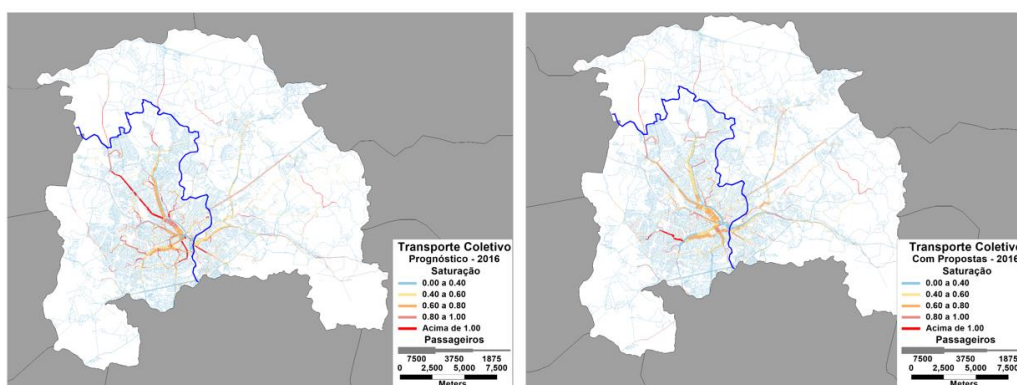 Transporte Coletivo
Prognóstico - 2016
Saturação
0.00 a 0.40
0.40 a 0.60
0.60 a 0.80
0.80 a 1.00
Acima de 1.00
Passageiros
7500 3750 1875
0 2,500 5,000 7,500
Meters
Transporte Coletivo
Com Propostas - 2016
Saturação
0.00 a 0.40
0.40 a 0.60
0.60 a 0.80
0.80 a 1.00
Acima de 1.00
Passageiros
7500 3750 1875
0 2,500 5,000 7,500
Meters